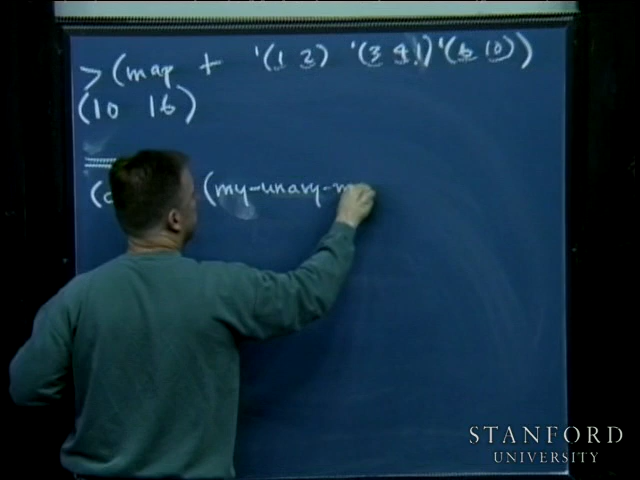 > (map + '(1 2) '(3 4) '(6 10))
(10 16)
(my-unary-m
STANFORD
UNIVERSITY